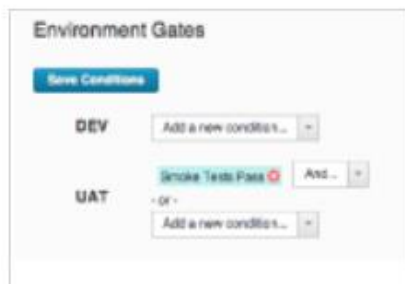 Environment Gates
Save Conditions
DEV Add a new condition...
Smoke Tests Pass And...
UAT - or -
Add a new condition...